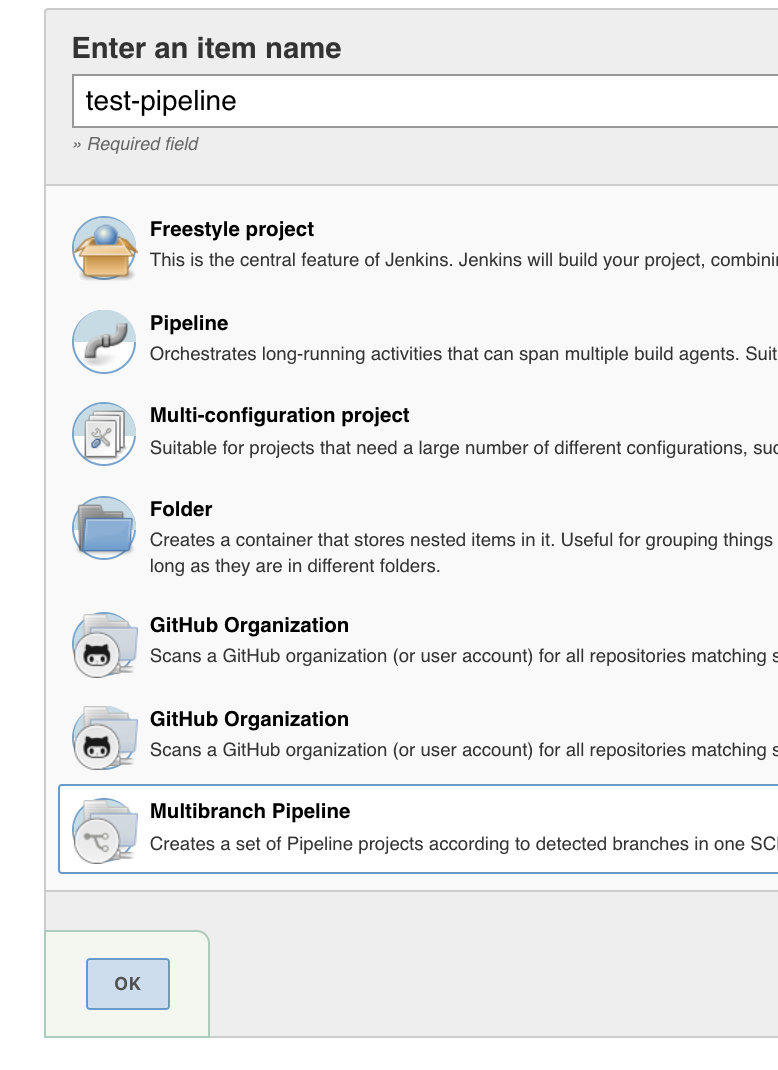 Enter an item name
test-pipeline
» Required field
Freestyle project
This is the central feature of Jenkins. Jenkins will build your project,
Pipeline
Orchestrates long-running activities that can span multiple build agents.
Multi-configuration project
Suitable for projects that need a large number of different configurations,
Folder
Creates a container that stores nested items in it. Useful for grouping things
long as they are in different folders.
GitHub Organization
Scans a GitHub organization (or user account) for all repositories matching
GitHub Organization
Scans a GitHub organization (or user account) for all repositories matching
Multibranch Pipeline
Creates a set of Pipeline projects according to detected branches in one
OK